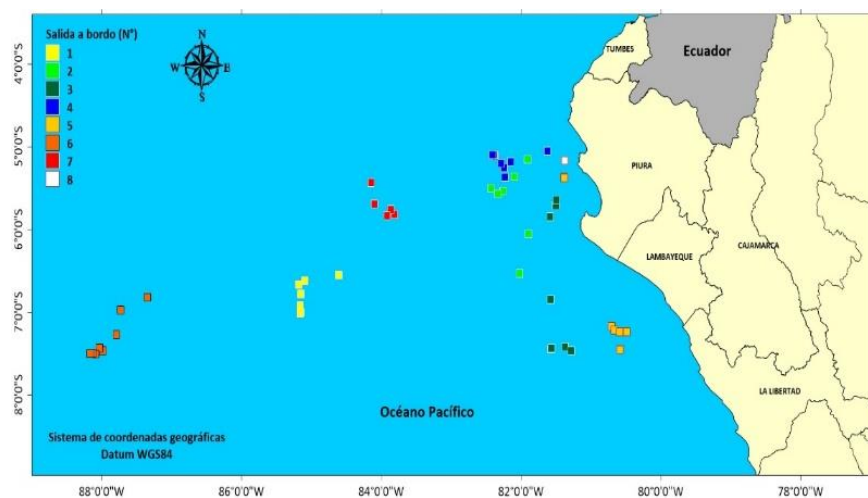 Salida a bordo (N°)
1
2
3
4
5
6
7
8
N
W E
S
TUMBES
Ecuador
PIURA
LAMBAYEQUE
CAJAMARCA
LA LIBERTAD
Océano Pacífico
Sistema de coordenadas geográficas
Datum WGS84
4°0'0"S
5°0'0"S
6°0'0"S
7°0'0"S
8°0'0"S
88°0'0"W
86°0'0"W
84°0'0"W
82°0'0"W
80°0'0"W
78°0'0"W